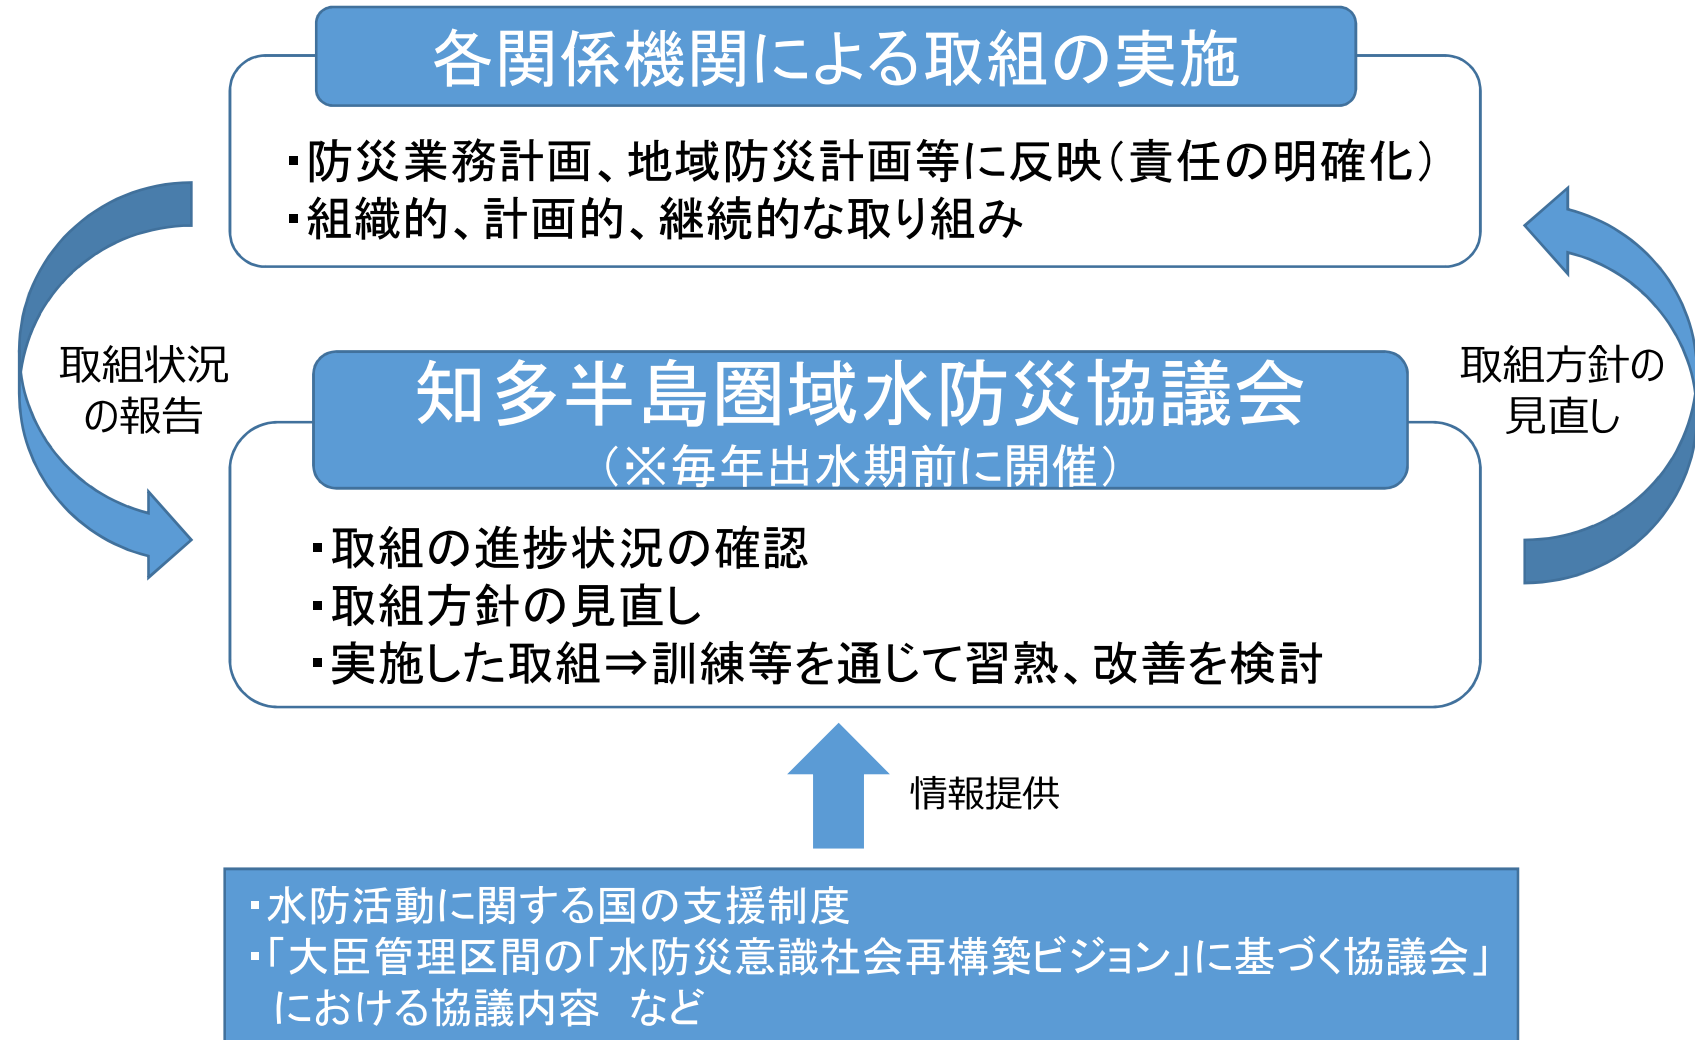 各関係機関による取組の実施
・防災業務計画、地域防災計画等に反映（責任の明確化）
・組織的、計画的、継続的な取り組み
取組状況
の報告
取組方針の
見直し
知多半島圏域水防災協議会
（※毎年出水期前に開催）
・取組の進捗状況の確認
・取組方針の見直し
・実施した取組⇒訓練等を通じて習熟、改善を検討
情報提供
・水防活動に関する国の支援制度
・「大臣管理区間の「水防災意識社会再構築ビジョン」に基づく協議会」
における協議内容　など